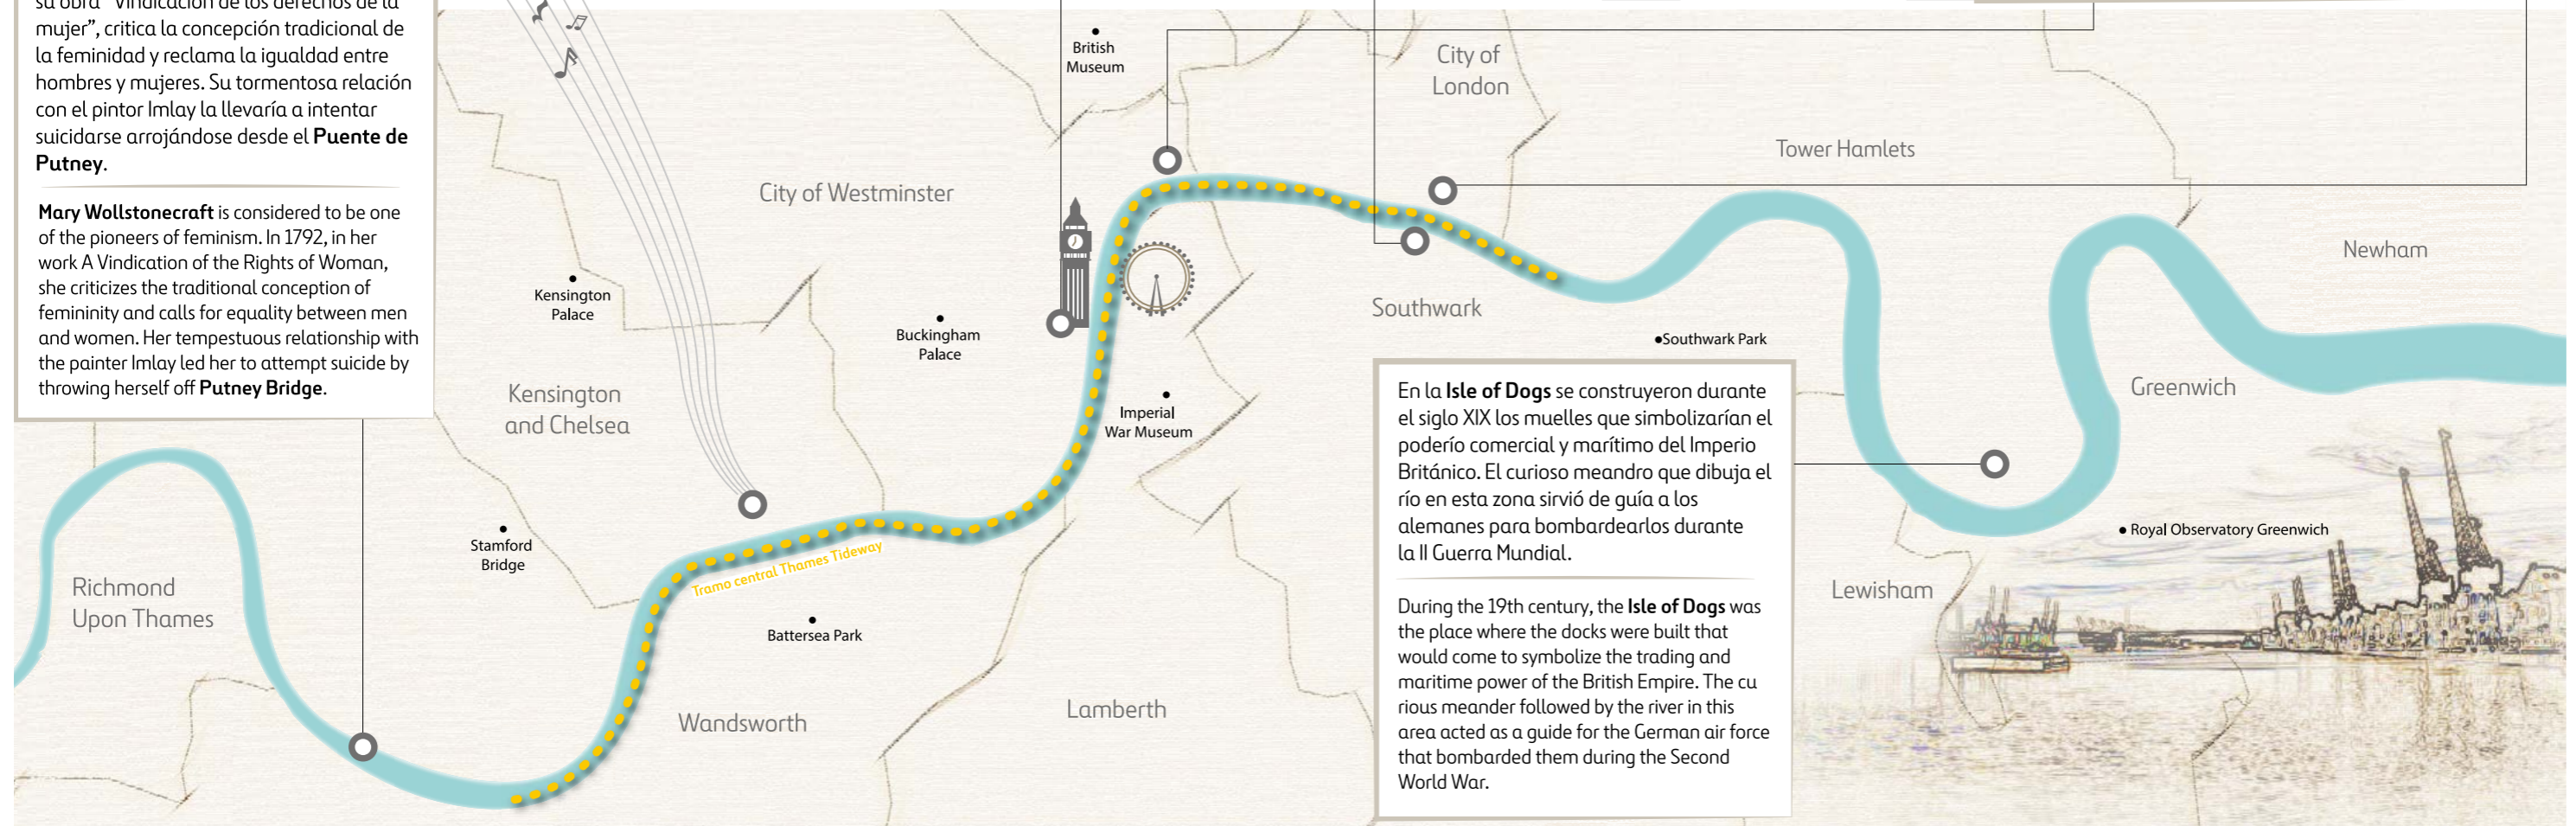 su obra “Vindicación de los derechos de la
mujer”, critica la concepción tradicional de
la feminidad y reclama la igualdad entre
hombres y mujeres. Su tormentosa relación
con el pintor Imlay la llevaría a intentar
suicidarse arrojándose desde el Puente de
Putney.
Mary Wollstonecraft is considered to be one
of the pioneers of feminism. In 1792, in her
work A Vindication of the Rights of Woman,
she criticizes the traditional conception of
femininity and calls for equality between men
and women. Her tempestuous relationship with
the painter Imlay led her to attempt suicide by
throwing herself off Putney Bridge.
British
Museum
City of
London
Tower Hamlets
City of Westminster
Newham
Kensington
Palace
Buckingham
Palace
Southwark
Southwark Park
Greenwich
Kensington
and Chelsea
Imperial
War Museum
Stamford
Bridge
Tramo central Thames Tideway
Richmond
Upon Thames
Battersea Park
Wandsworth
Lamberth
En la Isle of Dogs se construyeron durante
el siglo XIX los muelles que simbolizarían el
poderío comercial y marítimo del Imperio
Británico. El curioso meandro que dibuja el
río en esta zona sirvió de guía a los
alemanes para bombardearlos durante
la II Guerra Mundial.
During the 19th century, the Isle of Dogs was
the place where the docks were built that
would come to symbolize the trading and
maritime power of the British Empire. The cu
rious meander followed by the river in this
area acted as a guide for the German air force
that bombarded them during the Second
World War.
Royal Observatory Greenwich
Lewisham